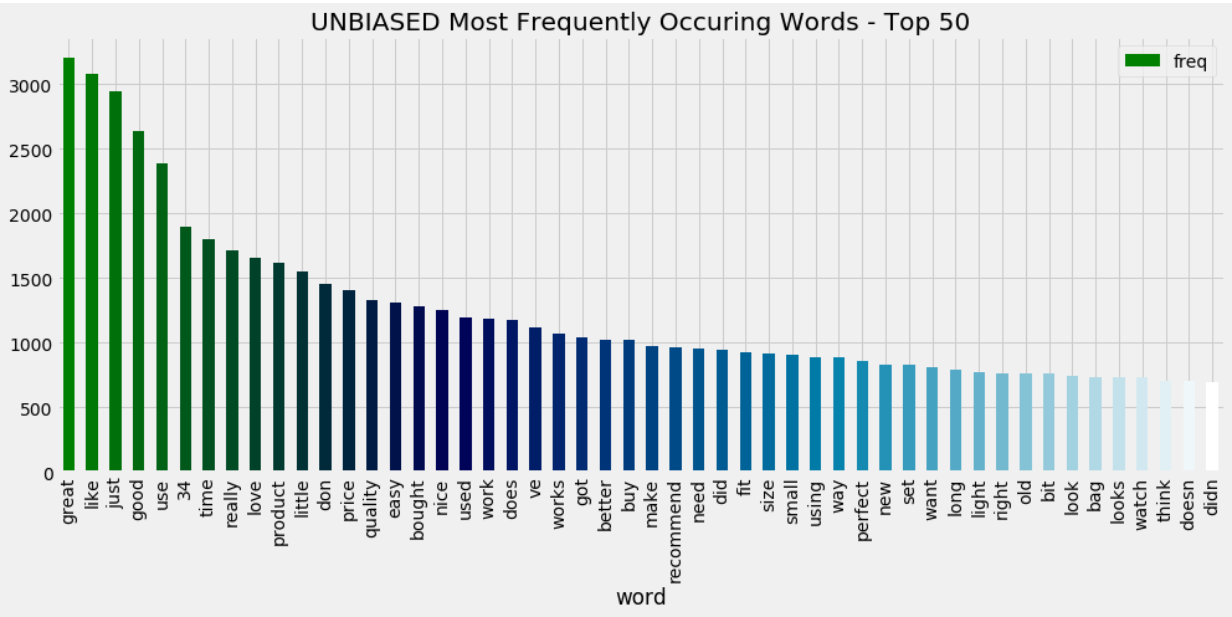 UNBIASED Most Frequently Occuring Words - Top 50
freq
3000
2500
2000
1500
1000
500
0
great
like
just
good
use
34
time
really
love
product
little
don
price
quality
easy
bought
nice
used
work
does
ve
works
got
better
buy
make
recommend
need
did
fit
size
small
using
way
perfect
new
set
want
long
light
right
old
bit
look
bag
looks
watch
think
doesn
didn
word